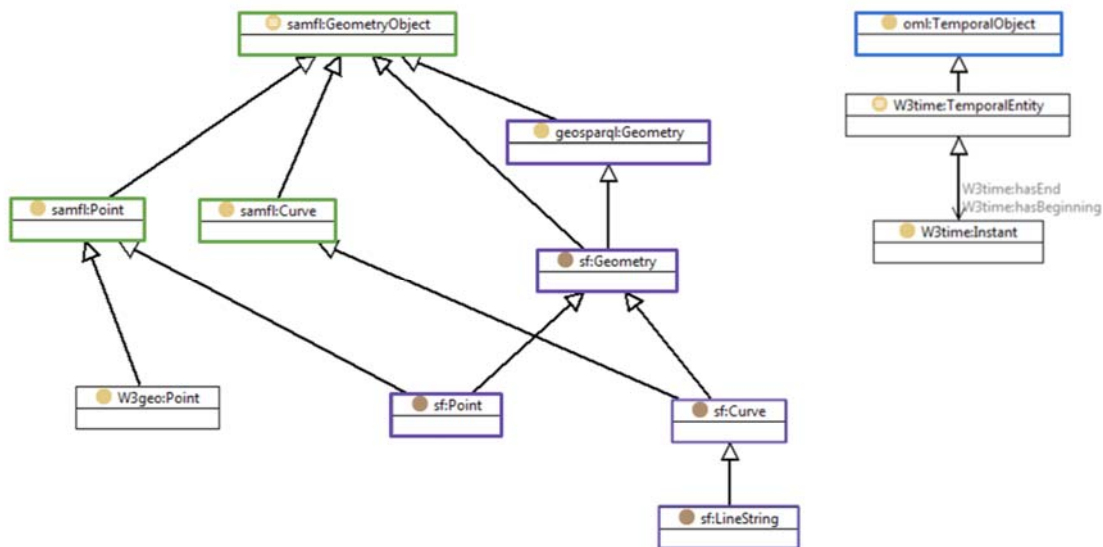 samfl:GeometryObject
oml:TemporalObject
W3time:TemporalEntity
geosparql:Geometry
W3time:hasEnd
W3time:hasBeginning
samfl:Point
samfl:Curve
W3time:Instant
sf:Geometry
W3geo:Point
sf:Point
sf:Curve
sf:LineString